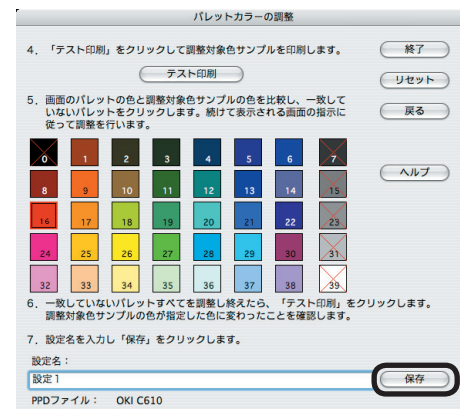 パレットカラーの調整
4. 「テスト印刷」をクリックして調整対象色サンプルを印刷します。
終了
テスト印刷
リセット
5. 画面のパレットの色と調整対象色サンプルの色を比較し、一致して
いないパレットをクリックします。続けて表示される画面の指示に
従って調整を行います。
戻る
0 1 2 3 4 5 6 7
ヘルプ
8 9 10 11 12 13 14 15
16 17 18 19 20 21 22 23
24 25 26 27 28 29 30 31
32 33 34 35 36 37 38 39
6. 一致していないパレットすべてを調整し終えたら、「テスト印刷」をクリックします。
調整対象色サンプルの色が指定した色に変わったことを確認します。
7. 設定名を入力し「保存」をクリックします。
設定名：
設定1
保存
PPDファイル： OKI C610